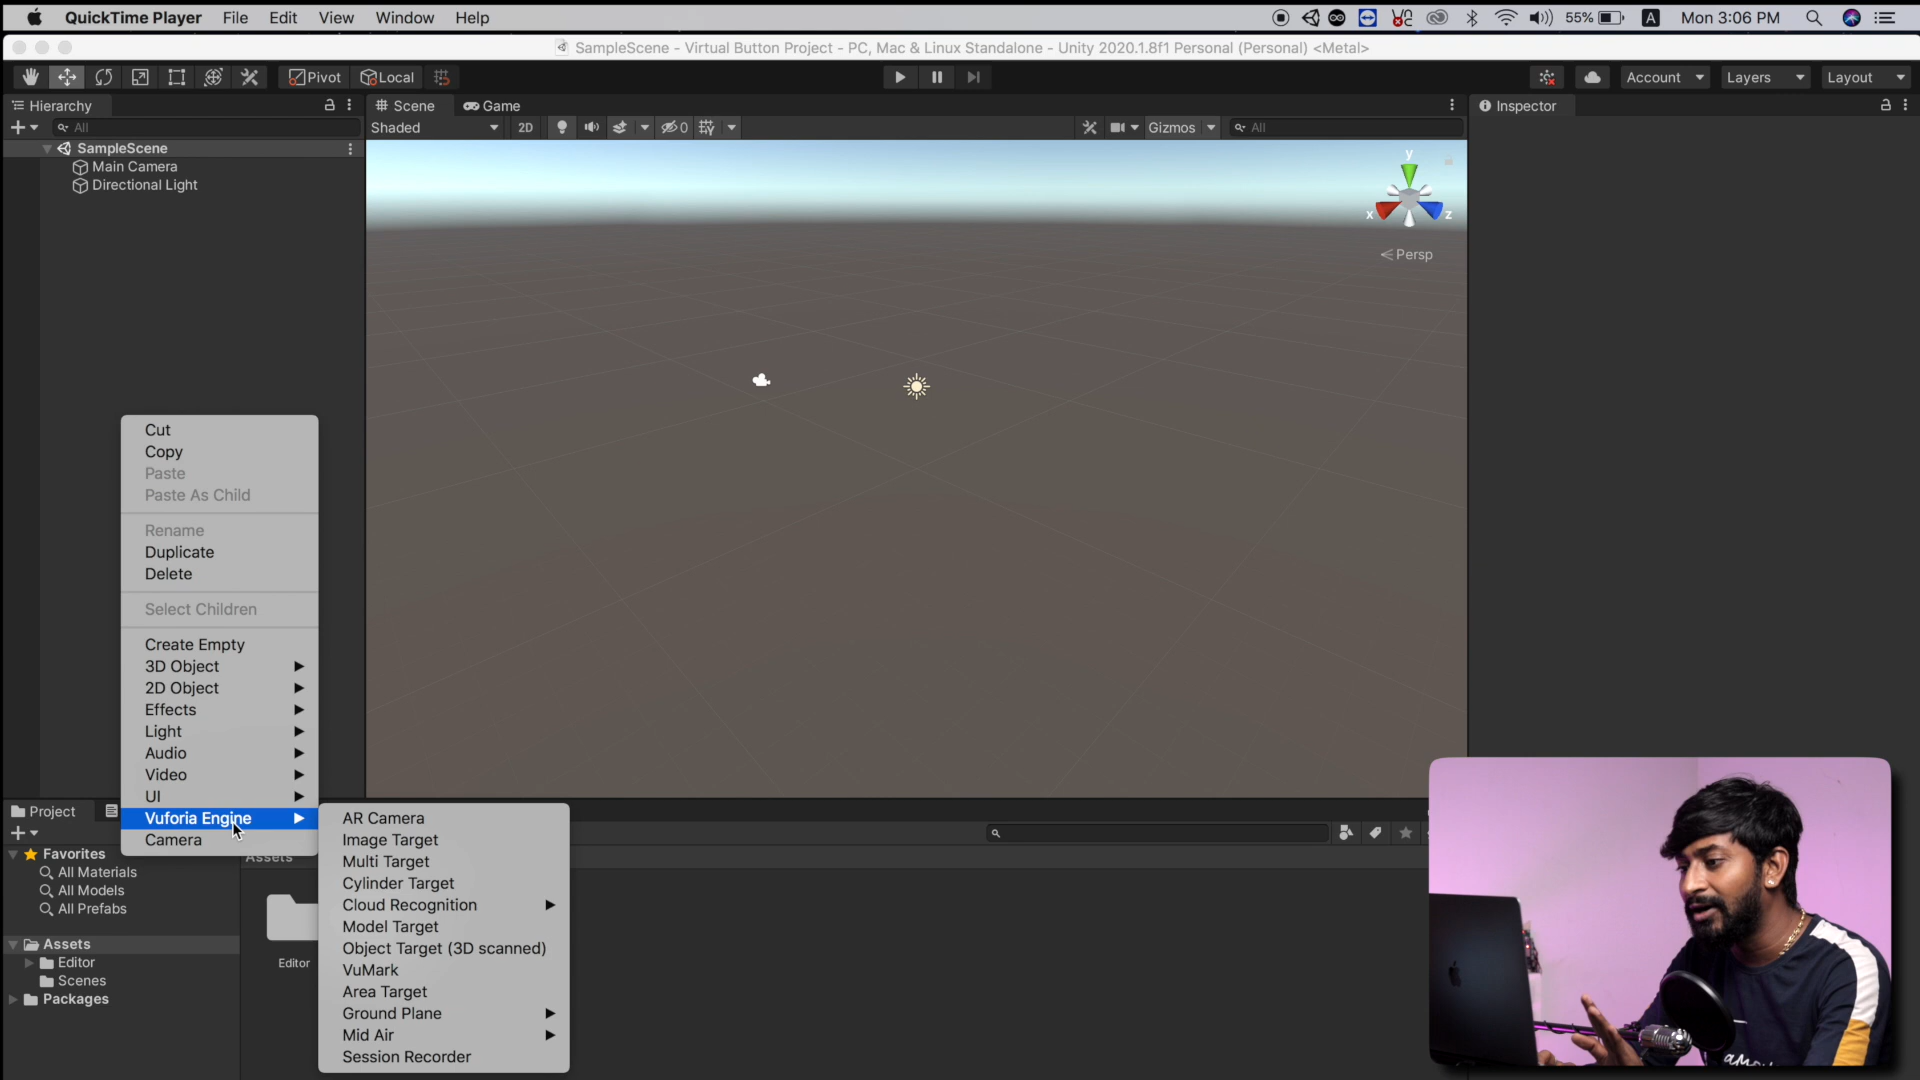 QuickTime Player File Edit View Window Help 55% A Mon 3:06 PM
SampleScene - Virtual Button Project - PC, Mac & Linux Standalone - Unity 2020.1.8f1 Personal (Personal) <Metal>
Pivot Local Account Layers Layout
Hierarchy Scene Game Inspector
All Shaded 2D 0 Gizmos All
SampleScene
Main Camera
Directional Light
y
x z
Persp
Cut
Copy
Paste
Paste As Child
Rename
Duplicate
Delete
Select Children
Create Empty
3D Object
2D Object
Effects
Light
Audio
Video
UI
Vuforia Engine
Camera
AR Camera
Image Target
Multi Target
Cylinder Target
Cloud Recognition
Model Target
Object Target (3D scanned)
VuMark
Area Target
Ground Plane
Mid Air
Session Recorder
Project
Favorites
All Materials
All Models
All Prefabs
Assets
Editor
Scenes
Packages
Assets
Editor